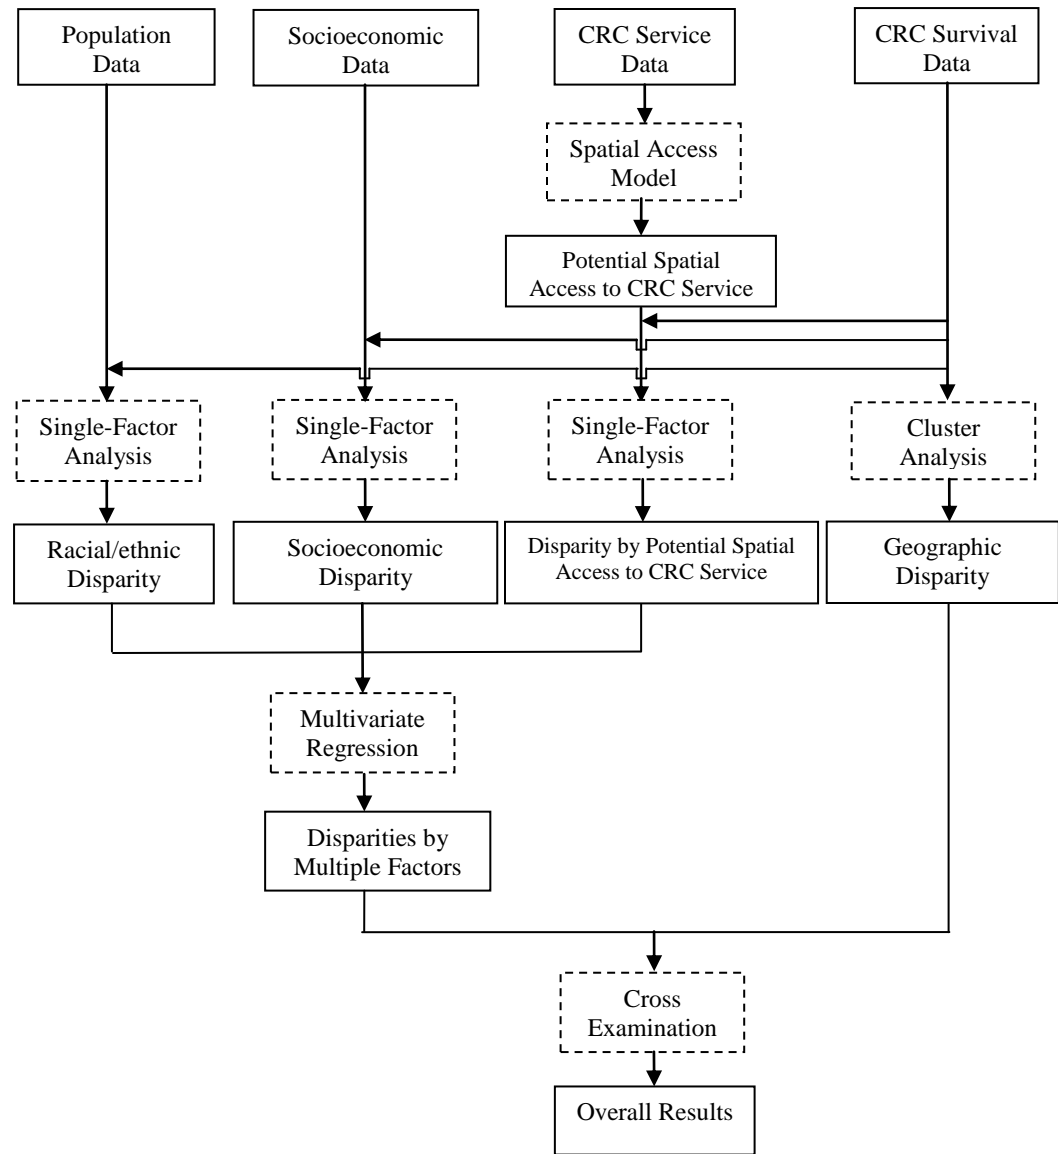 Population
Data
Socioeconomic
Data
CRC Service
Data
CRC Survival
Data
Spatial Access
Model
Potential Spatial
Access to CRC Service
Single-Factor
Analysis
Single-Factor
Analysis
Single-Factor
Analysis
Cluster
Analysis
Racial/ethnic
Disparity
Socioeconomic
Disparity
Disparity by Potential Spatial
Access to CRC Service
Geographic
Disparity
Multivariate
Regression
Disparities by
Multiple Factors
Cross
Examination
Overall Results